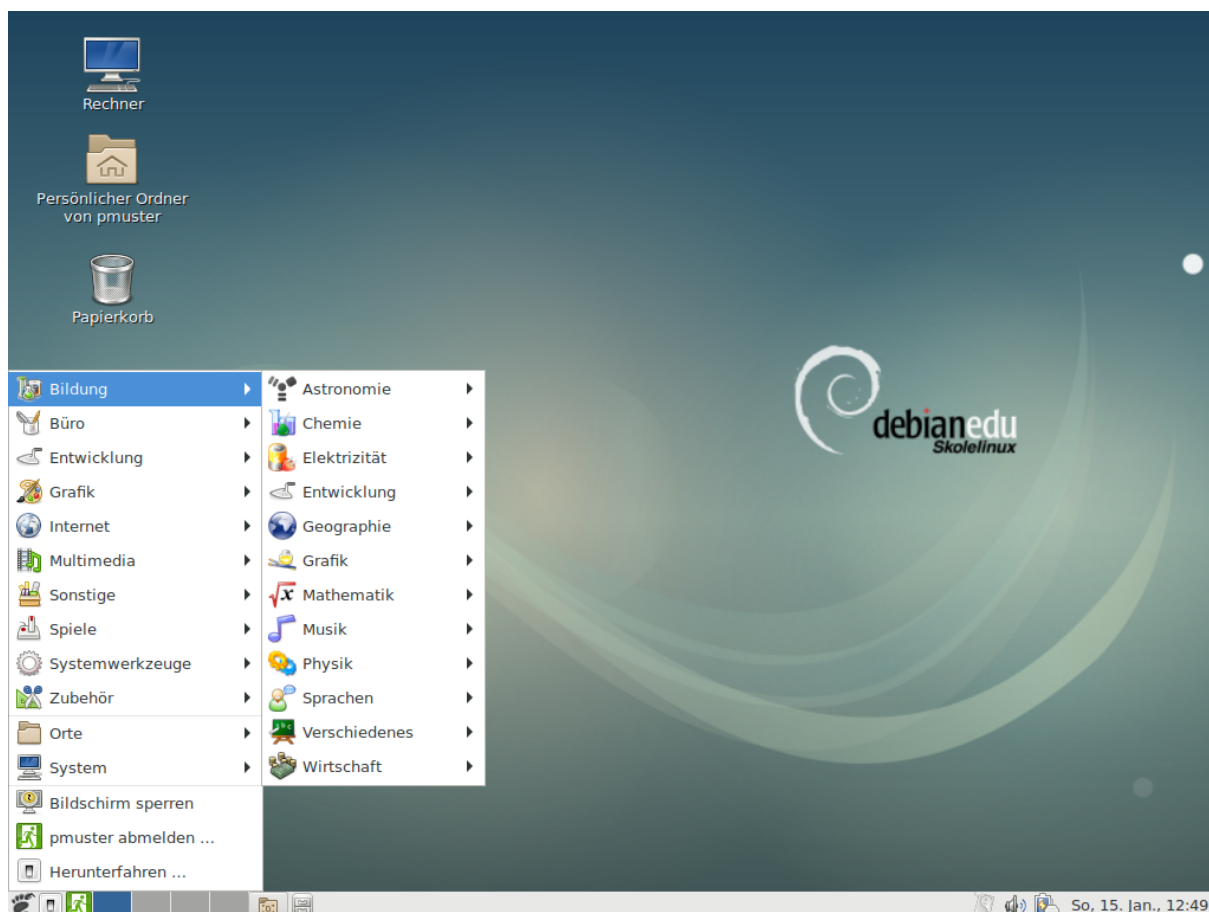 Rechner
Persönlicher Ordner
von pmuster
Papierkorb
debianedu
Skolelinux
Bildung
Büro
Entwicklung
Grafik
Internet
Multimedia
Sonstige
Spiele
Systemwerkzeuge
Zubehör
Orte
System
Bildschirm sperren
pmuster abmelden ...
Herunterfahren ...
Astronomie
Chemie
Elektrizität
Entwicklung
Geographie
Grafik
Mathematik
Musik
Physik
Sprachen
Verschiedenes
Wirtschaft
So, 15. Jan., 12:49